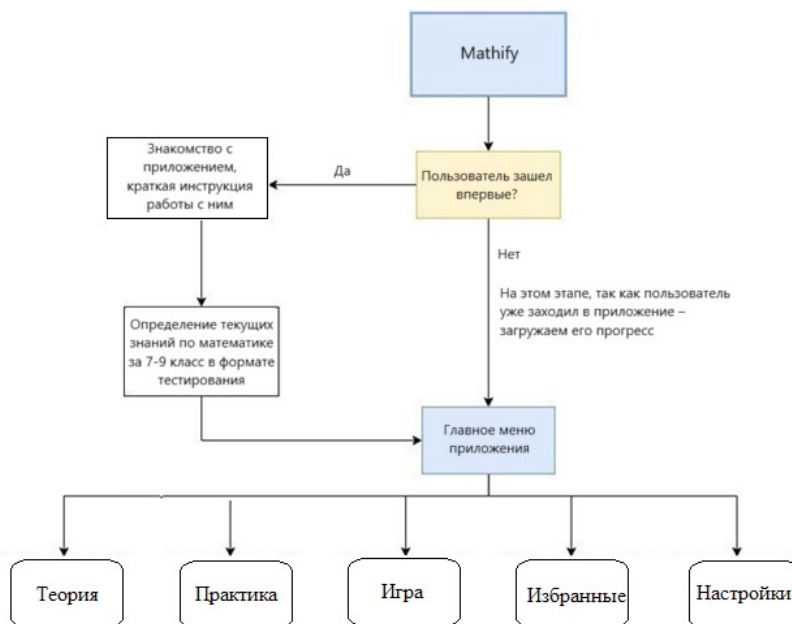 Mathify
Знакомство с
приложением,
краткая инструкция
работы с ним
Да
Пользователь зашел
впервые?
Нет
На этом этапе, так как пользователь
уже заходил в приложение –
загружаем его прогресс
Определение текущих
знаний по математике
за 7-9 класс в формате
тестирования
Главное меню
приложения
Теория
Практика
Игра
Избранные
Настройки